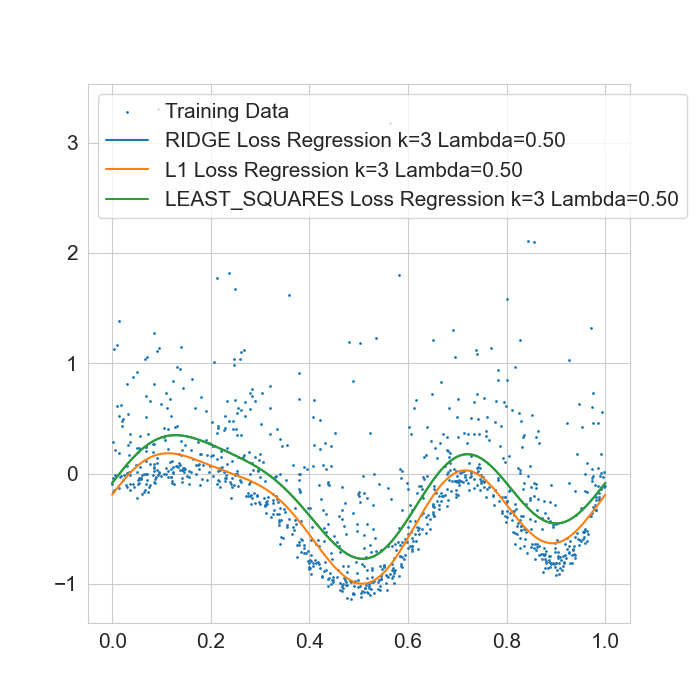 Training Data
RIDGE Loss Regression k=3 Lambda=0.50
L1 Loss Regression k=3 Lambda=0.50
LEAST_SQUARES Loss Regression k=3 Lambda=0.50
3
2
1
0
−1
0.0 0.2 0.4 0.6 0.8 1.0